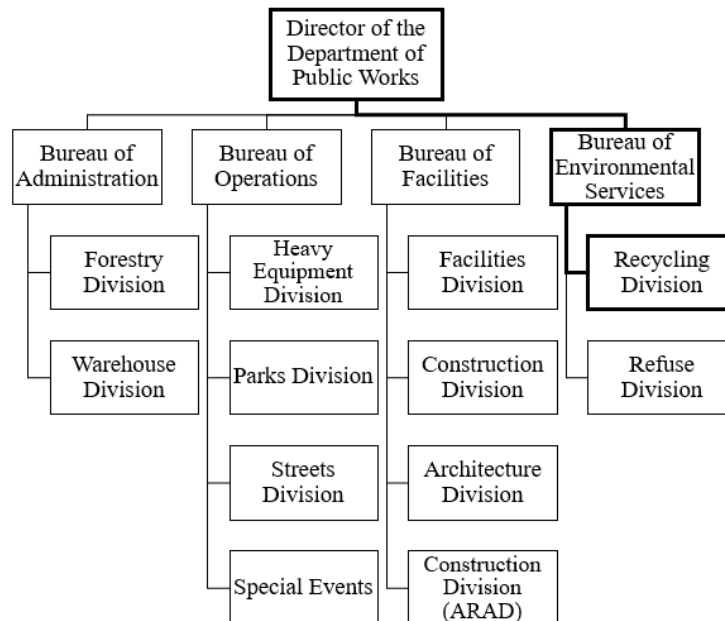 Director of the
Department of
Public Works
Bureau of
Administration
Bureau of
Operations
Bureau of
Facilities
Bureau of
Environmental
Services
Forestry
Division
Warehouse
Division
Heavy
Equipment
Division
Parks Division
Streets
Division
Special Events
Facilities
Division
Construction
Division
Architecture
Division
Construction
Division
(ARAD)
Recycling
Division
Refuse
Division